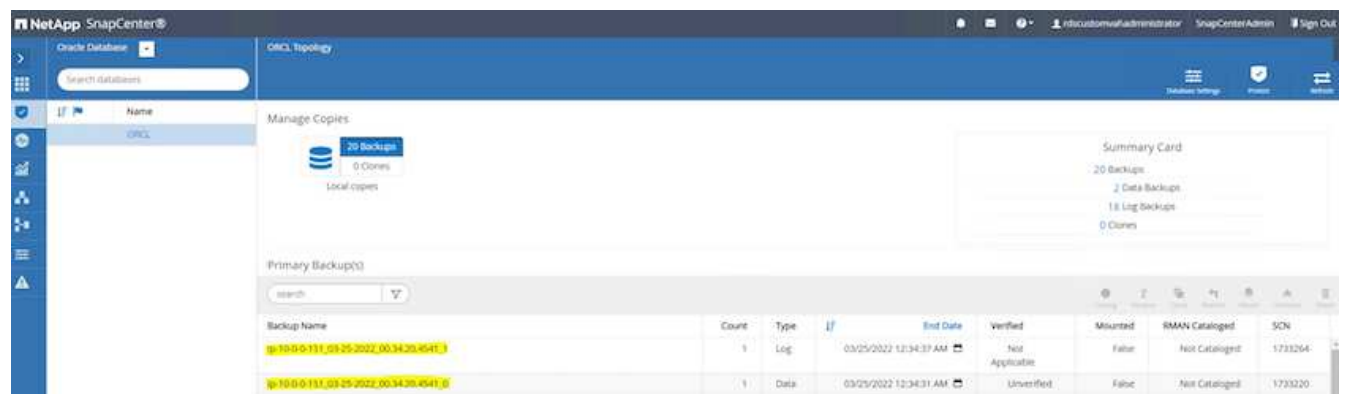 NetApp SnapCenter®
rdscustomval\administrator SnapCenterAdmin Sign Out
Oracle Database
ORCL Topology
Search databases
Database Settings Protect Refresh
Name
ORCL
Manage Copies
20 Backups
0 Clones
Local copies
Summary Card
20 Backups
2 Data Backups
18 Log Backups
0 Clones
Primary Backup(s)
search
Backup Name Count Type End Date Verified Mounted RMAN Cataloged SCN
ip-10-0-0-151_03-25-2022_00.34.20.4541_1 1 Log 03/25/2022 12:34:37 AM Not Applicable False Not Cataloged 1733264
ip-10-0-0-151_03-25-2022_00.34.20.4541_0 1 Data 03/25/2022 12:34:31 AM Unverified False Not Cataloged 1733220